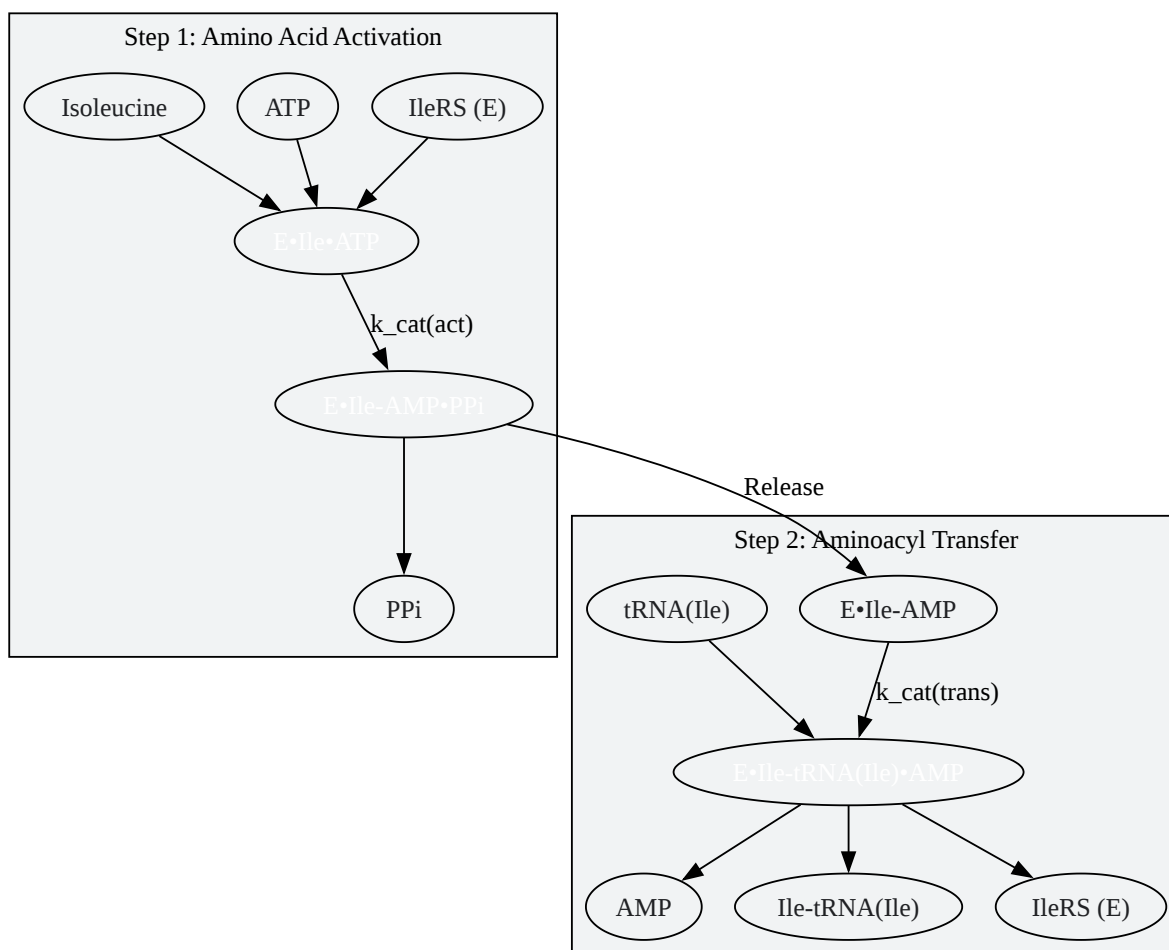 Step 1: Amino Acid Activation
Isoleucine
ATP
IleRS (E)
E•Ile•ATP
k_cat(act)
E•Ile-AMP•PPi
Release
PPi
Step 2: Aminoacyl Transfer
tRNA(Ile)
E•Ile-AMP
k_cat(trans)
E•Ile-tRNA(Ile)•AMP
AMP
Ile-tRNA(Ile)
IleRS (E)